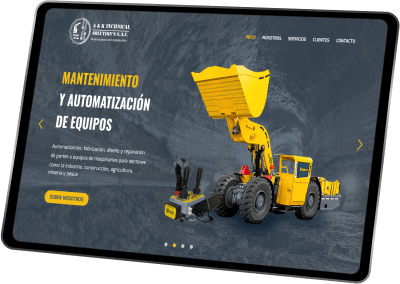 A & K TECHNICAL
SOLUTION'S S.A.C.
INICIO NOSOTROS SERVICIOS CLIENTES CONTACTO
MANTENIMIENTO
Y AUTOMATIZACIÓN
DE EQUIPOS
Automatización, fabricación, diseño y reparación
de partes o equipos de maquinarias para sectores
como la industria, construcción, agricultura,
minería y pesca
SOBRE NOSOTROS